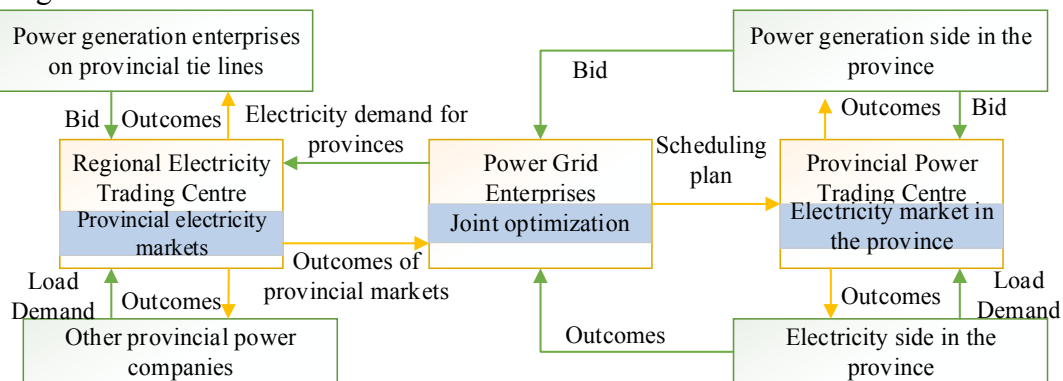 Power generation enterprises
on provincial tie lines
Power generation side in the
province
Bid
Bid
Outcomes
Electricity demand for
provinces
Outcomes
Bid
Regional Electricity
Trading Centre
Provincial electricity
markets
Power Grid
Enterprises
Joint optimization
Scheduling
plan
Provincial Power
Trading Centre
Electricity market in
the province
Load
Demand
Outcomes
Outcomes of
provincial markets
Outcomes
Load
Demand
Other provincial power
companies
Outcomes
Electricity side in the
province